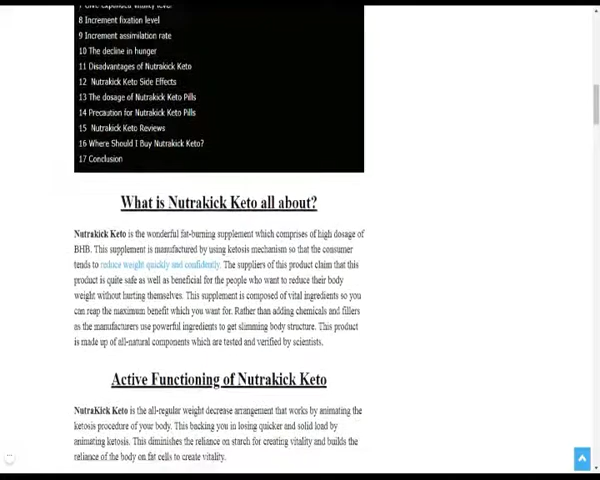 7 Give expanded vitality level
8 Increment fixation level
9 Increment assimilation rate
10 The decline in hunger
11 Disadvantages of Nutrakick Keto
12 Nutrakick Keto Side Effects
13 The dosage of Nutrakick Keto Pills
14 Precaution for Nutrakick Keto Pills
15 Nutrakick Keto Reviews
16 Where Should I Buy Nutrakick Keto?
17 Conclusion
What is Nutrakick Keto all about?
Nutrakick Keto is the wonderful fat-burning supplement which comprises of high dosage of
BHB. This supplement is manufactured by using ketosis mechanism so that the consumer
tends to reduce weight quickly and confidently. The suppliers of this product claim that this
product is quite safe as well as beneficial for the people who want to reduce their body
weight without hurting themselves. This supplement is composed of vital ingredients so you
can reap the maximum benefit which you want for. Rather than adding chemicals and fillers
as the manufacturers use powerful ingredients to get slimming body structure. This product
is made up of all-natural components which are tested and verified by scientists.
Active Functioning of Nutrakick Keto
NutraKick Keto is the all-regular weight decrease arrangement that works by animating the
ketosis procedure of your body. This backing you in losing quicker and solid load by
animating ketosis. This diminishes the reliance on starch for creating vitality and builds the
reliance of the body on fat cells to create vitality.